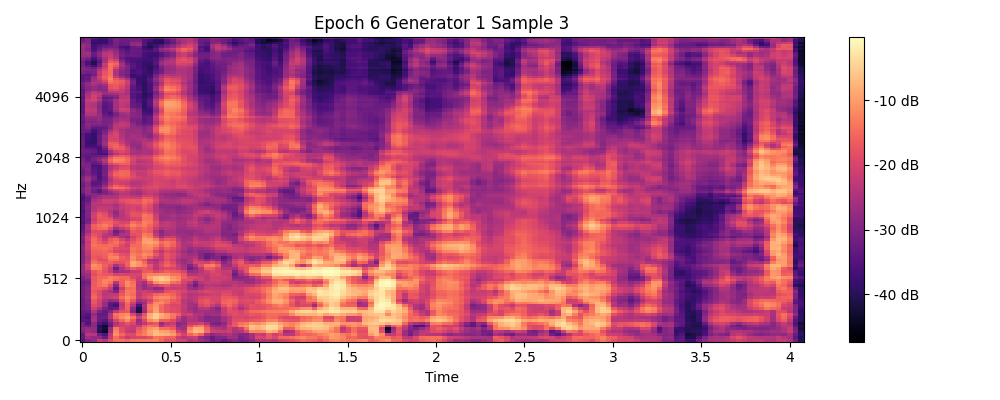 Epoch 6 Generator 1 Sample 3
Hz
4096
2048
1024
512
0
0 0.5 1 1.5 2 2.5 3 3.5 4
Time
-10 dB
-20 dB
-30 dB
-40 dB